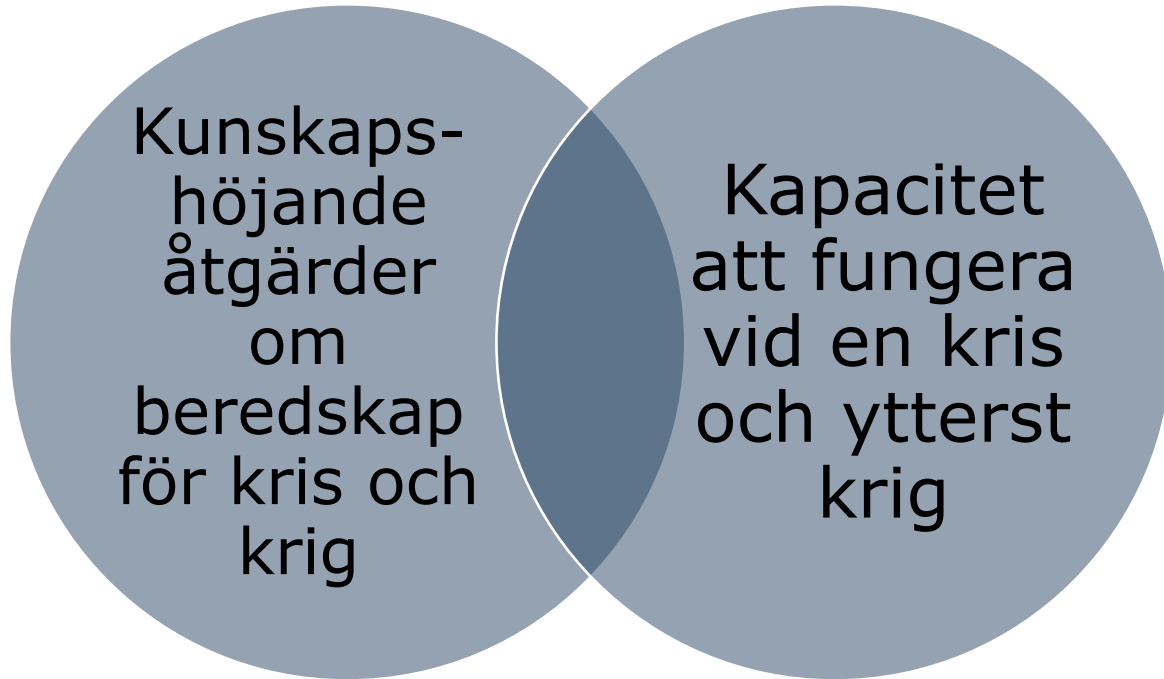 Kunskaps-
höjande
åtgärder
om
beredskap
för kris och
krig
Kapacitet
att fungera
vid en kris
och ytterst
krig